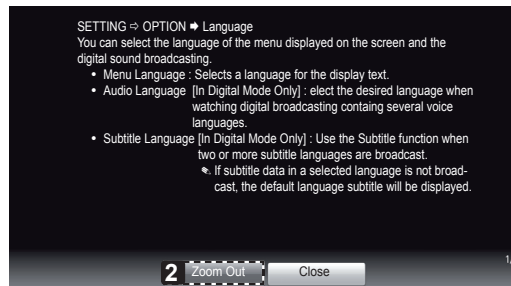 SETTING ⇨ OPTION ➡ Language
You can select the language of the menu displayed on the screen and the
digital sound broadcasting.
• Menu Language : Selects a language for the display text.
• Audio Language [In Digital Mode Only] : elect the desired language when
watching digital broadcasting containg several voice
languages.
• Subtitle Language [In Digital Mode Only] : Use the Subtitle function when
two or more subtitle languages are broadcast.
✎ If subtitle data in a selected language is not broad-
cast, the default language subtitle will be displayed.
1/
2 Zoom Out Close